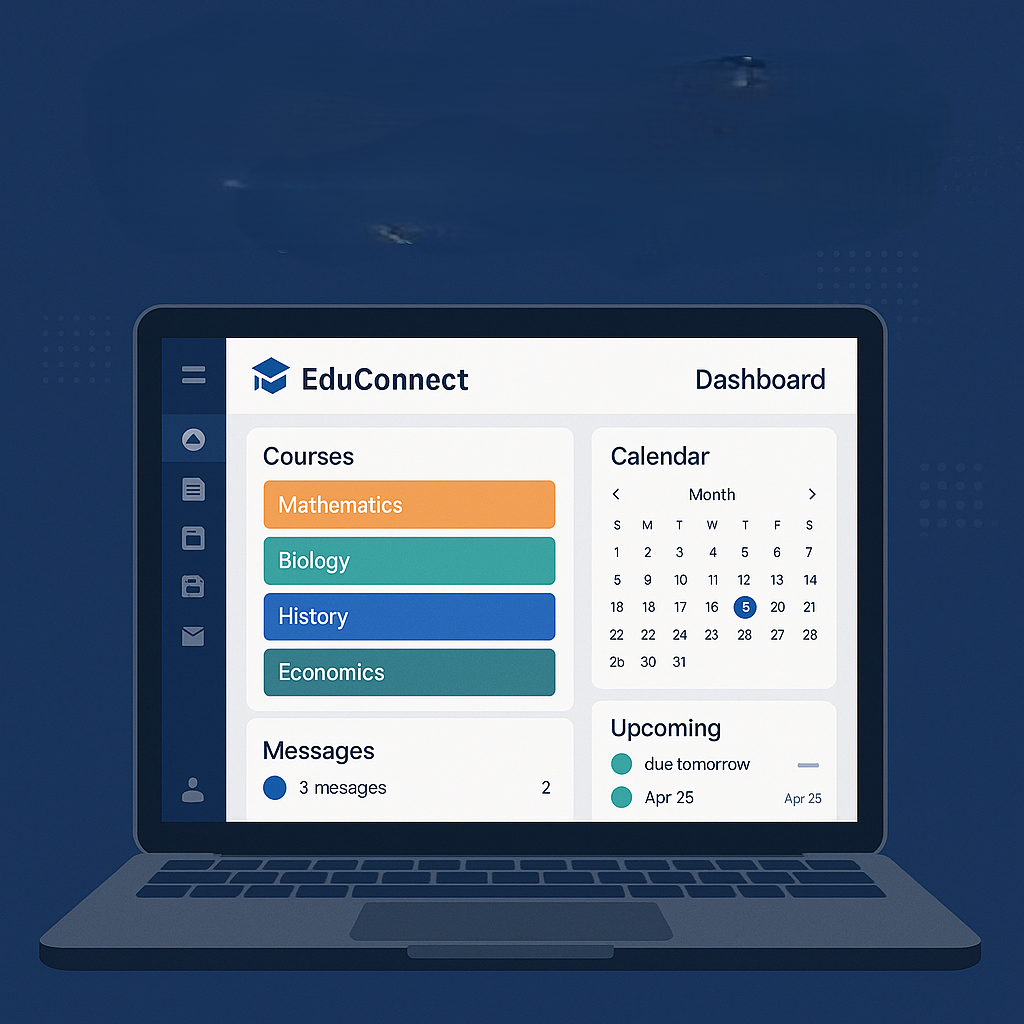 EduConnect
Dashboard
Courses
Mathematics
Biology
History
Economics
Messages
3 mesages 2
Calendar
< Month >
S M T W T F S
1 2 3 4 5 6 7
5 9 10 11 12 13 14
18 18 17 16 5 20 21
22 22 24 23 28 27 28
2b 30 31
Upcoming
due tomorrow
Apr 25 Apr 25